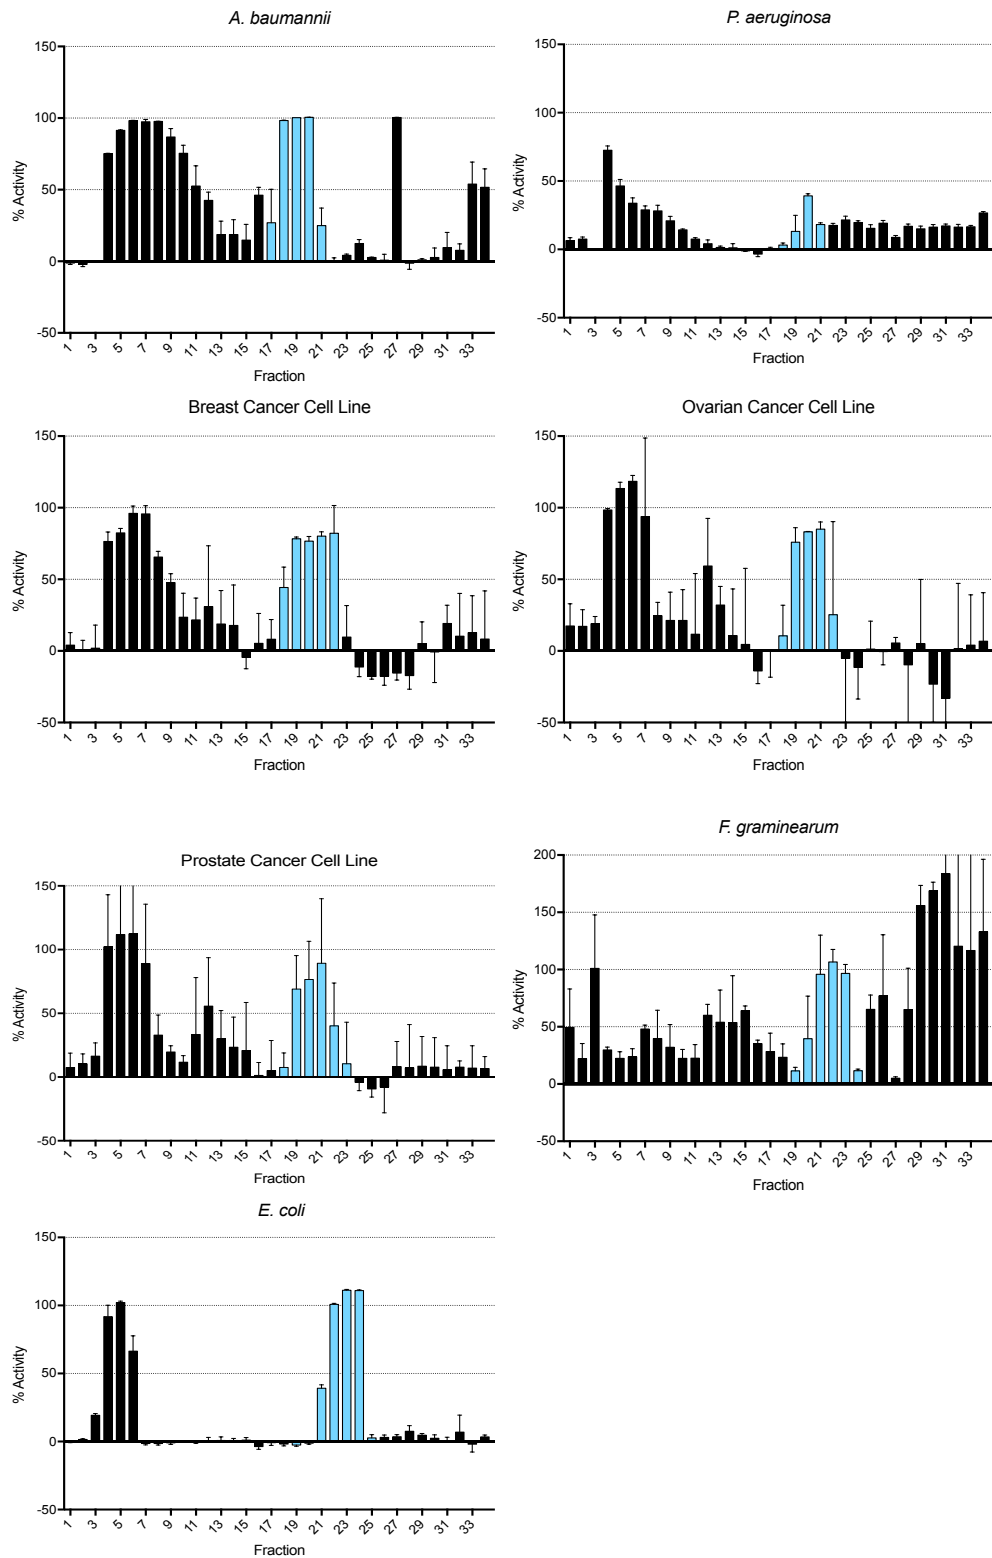 A. baumannii
150
100
50
0
-50
% Activity
1 3 5 7 9 11 13 15 17 19 21 23 25 27 29 31 33
Fraction
P. aeruginosa
150
100
50
0
-50
% Activity
1 3 5 7 9 11 13 15 17 19 21 23 25 27 29 31 33
Fraction
Breast Cancer Cell Line
150
100
50
0
-50
% Activity
1 3 5 7 9 11 13 15 17 19 21 23 25 27 29 31 33
Fraction
Ovarian Cancer Cell Line
150
100
50
0
-50
% Activity
1 3 5 7 9 11 13 15 17 19 21 23 25 27 29 31 33
Fraction
Prostate Cancer Cell Line
150
100
50
0
-50
% Activity
1 3 5 7 9 11 13 15 17 19 21 23 25 27 29 31 33
Fraction
F. graminearum
200
150
100
50
0
-50
% Activity
1 3 5 7 9 11 13 15 17 19 21 23 25 27 29 31 33
Fraction
E. coli
150
100
50
0
-50
% Activity
1 3 5 7 9 11 13 15 17 19 21 23 25 27 29 31 33
Fraction